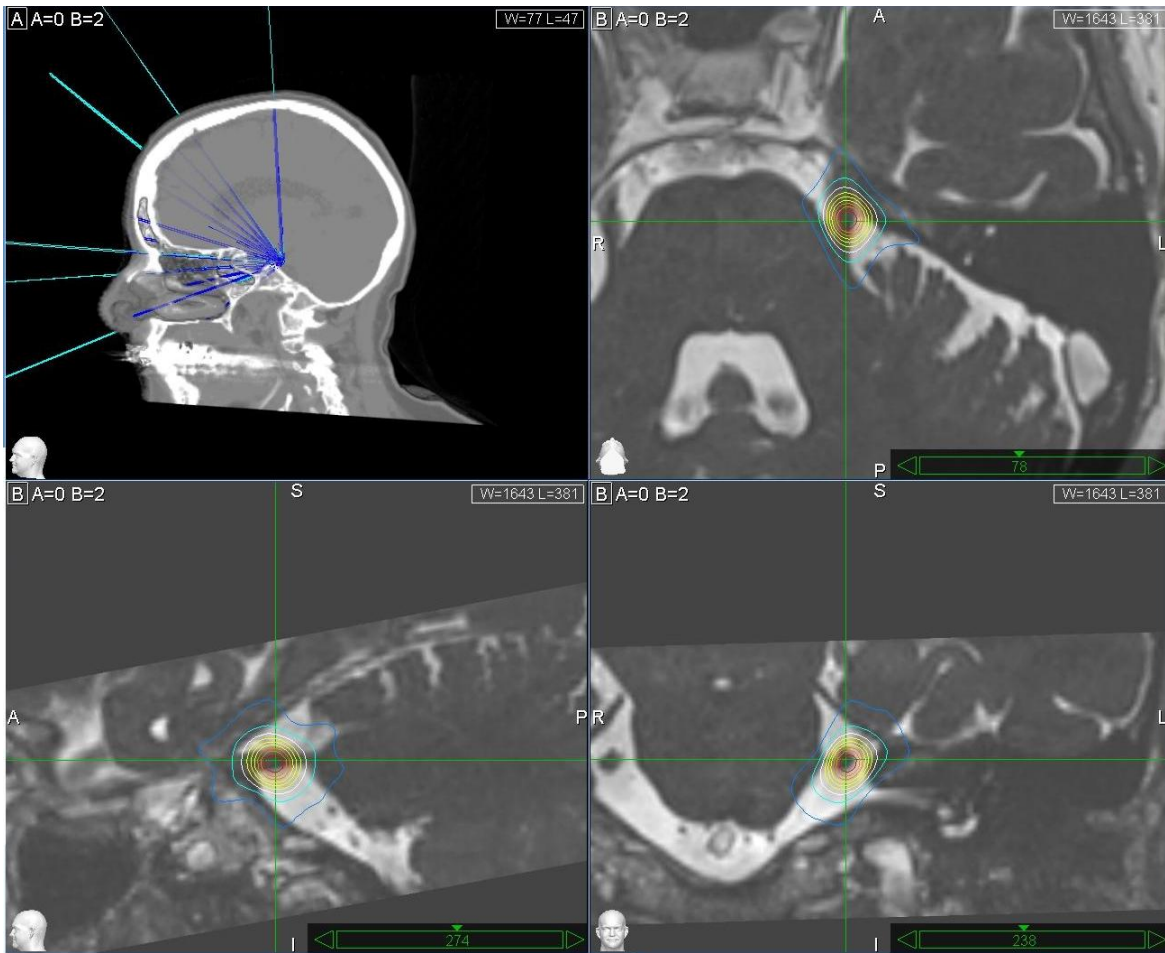 A A=0 B=2 W=77 L=47
B A=0 B=2 A W=1643 L=381
R L
P
78
B A=0 B=2 S W=1643 L=381
A P
I
274
B A=0 B=2 S W=1643 L=381
R L
I
238